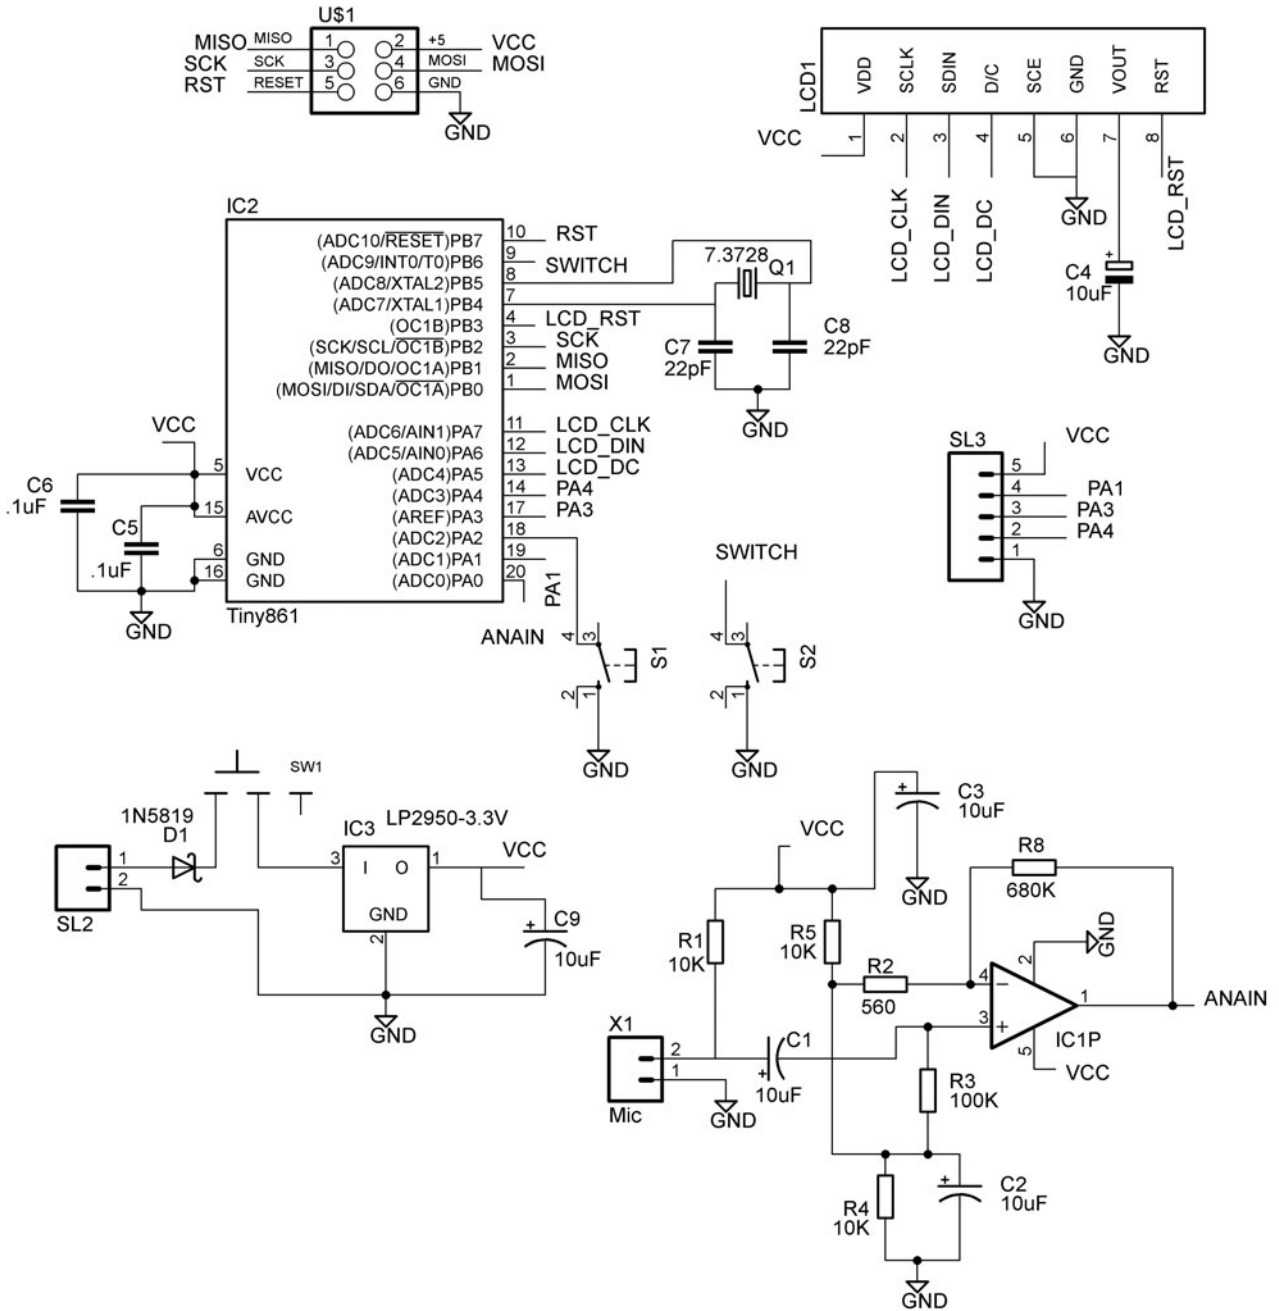 U$1
MISO MISO 1 2 +5 VCC
SCK SCK 3 4 MOSI MOSI
RST RESET 5 6 GND
GND
LCD1
VDD SCLK SDIN D/C SCE GND VOUT RST
1 2 3 4 5 6 7 8
VCC
LCD_CLK LCD_DIN LCD_DC
GND
LCD_RST
+
C4
10uF
GND
IC2
(ADC10/RESET)PB7 10 RST
(ADC9/INT0/T0)PB6 9 SWITCH
(ADC8/XTAL2)PB5 8
(ADC7/XTAL1)PB4 7
(OC1B)PB3 4 LCD_RST
(SCK/SCL/OC1B)PB2 3 SCK
(MISO/DO/OC1A)PB1 2 MISO
(MOSI/DI/SDA/OC1A)PB0 1 MOSI
(ADC6/AIN1)PA7 11 LCD_CLK
(ADC5/AIN0)PA6 12 LCD_DIN
(ADC4)PA5 13 LCD_DC
(ADC3)PA4 14 PA4
(AREF)PA3 17 PA3
(ADC2)PA2 18
(ADC1)PA1 19
(ADC0)PA0 20
PA1
ANAIN
VCC
5 VCC
15 AVCC
6 GND
16 GND
C6
.1uF
C5
.1uF
GND
Tiny861
7.3728
Q1
C7
22pF
C8
22pF
GND
SL3
VCC
5
4 PA1
3 PA3
2 PA4
1
GND
4 3
S1
2 1
GND
SWITCH
4 3
S2
2 1
GND
SW1
1N5819
D1
SL2
1
2
IC3
LP2950-3.3V
3 I O 1
GND
2
VCC
+
C9
10uF
GND
VCC
+
C3
10uF
GND
R1
10K
R5
10K
R2
560
R8
680K
GND
2
4 −
3 +
1
ANAIN
IC1P
5
VCC
X1
2
1
Mic
GND
C1
+
10uF
R3
100K
R4
10K
+
C2
10uF
GND